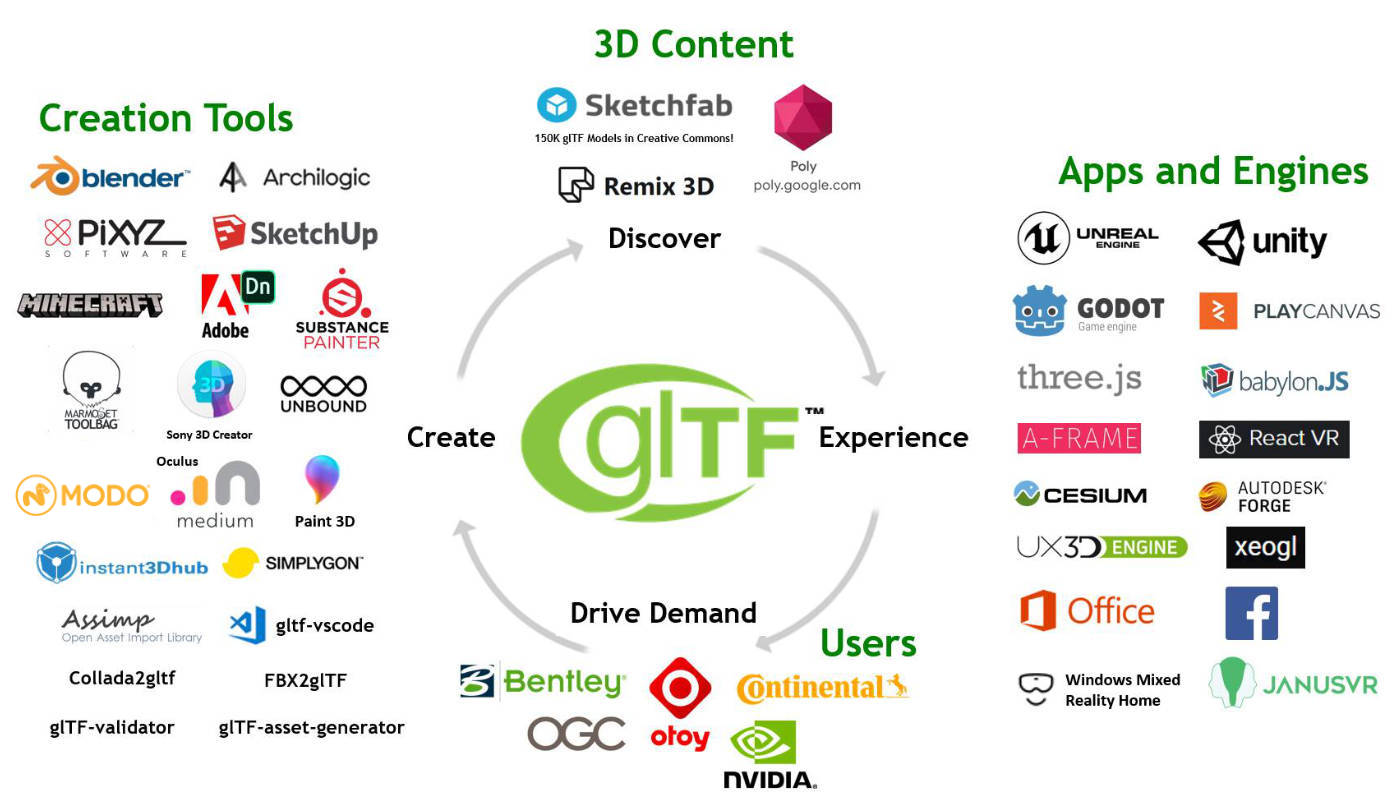 3D Content
Sketchfab
150K glTF Models in Creative Commons!
Remix 3D
Poly
poly.google.com
Discover
Creation Tools
blender™
Archilogic
PiXYZ
SOFTWARE
SketchUp
MINECRAFT
Dn
Adobe
SUBSTANCE
PAINTER
MARMOSET
TOOLBAG
3D
Sony 3D Creator
UNBOUND
MODO®
Oculus
medium
Paint 3D
instant3Dhub
SIMPLYGON™
Assimp
Open Asset Import Library
gltf-vscode
Collada2gltf
FBX2glTF
glTF-validator
glTF-asset-generator
Create
glTF™
Experience
Drive Demand
Users
Bentley®
OGC
otoy
Continental
NVIDIA®
Apps and Engines
UNREAL
ENGINE
unity
GODOT
Game engine
PLAYCANVAS
three.js
babylon.JS
A-FRAME
React VR
CESIUM
AUTODESK®
FORGE
UX3D ENGINE
xeogl
Office
f
Windows Mixed
Reality Home
JANUSVR